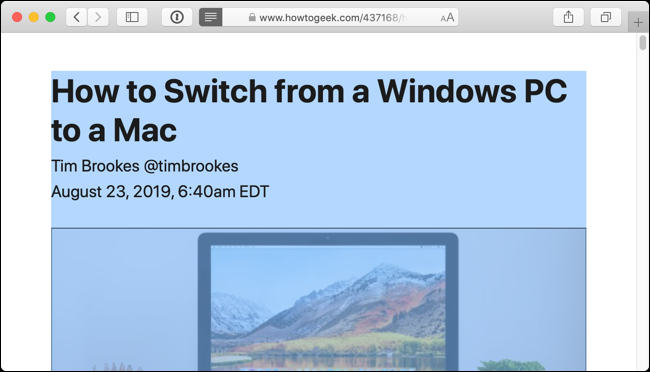 www.howtogeek.com/437168/h
AA
How to Switch from a Windows PC
to a Mac
Tim Brookes @timbrookes
August 23, 2019, 6:40am EDT